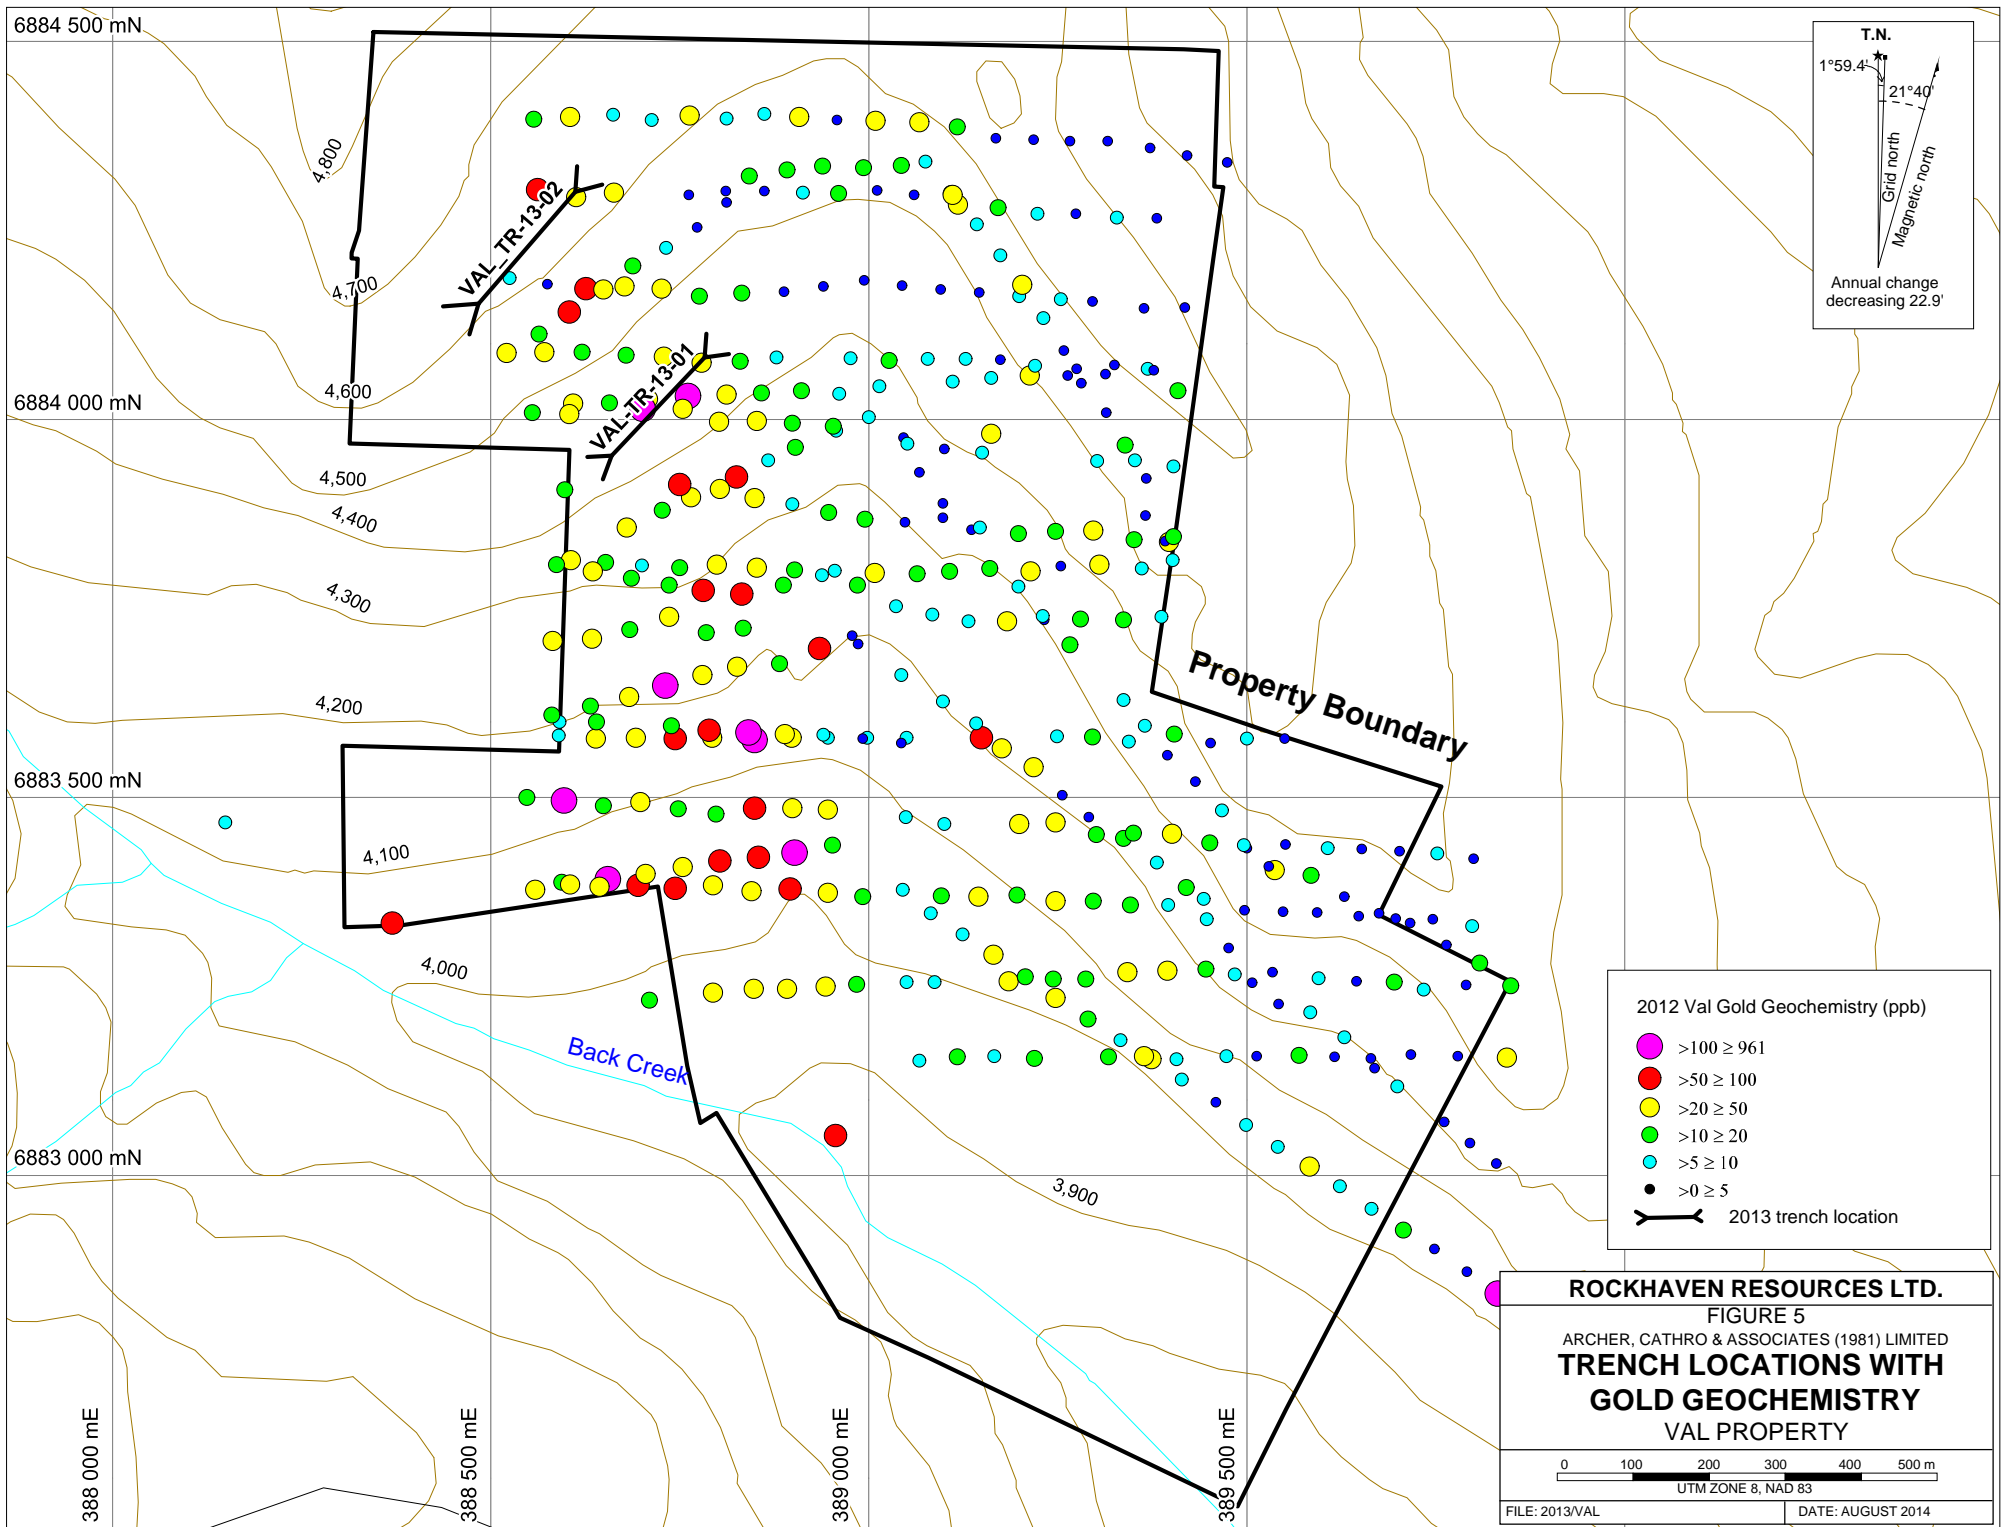 6884 500 mN
T.N.
1°59.4'
21°40'
Grid north
Magnetic north
Annual change
decreasing 22.9'
4,800
VAL_TR-13-02
4,700
VAL-TR-13-01
4,600
6884 000 mN
4,500
4,400
4,300
4,200
Property Boundary
6883 500 mN
4,100
4,000
Back Creek
6883 000 mN
3,900
2012 Val Gold Geochemistry (ppb)
>100 ≥ 961
>50 ≥ 100
>20 ≥ 50
>10 ≥ 20
>5 ≥ 10
>0 ≥ 5
2013 trench location
ROCKHAVEN RESOURCES LTD.
FIGURE 5
ARCHER, CATHRO & ASSOCIATES (1981) LIMITED
TRENCH LOCATIONS WITH
GOLD GEOCHEMISTRY
VAL PROPERTY
0 100 200 300 400 500 m
UTM ZONE 8, NAD 83
FILE: 2013/VAL
DATE: AUGUST 2014
388 000 mE
388 500 mE
389 000 mE
389 500 mE